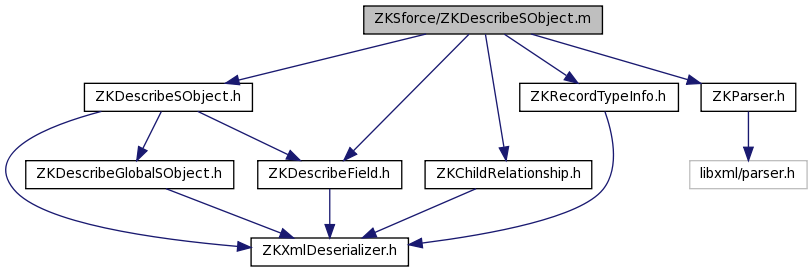 ZKSforce/ZKDescribeSObject.m
ZKDescribeSObject.h
ZKRecordTypeInfo.h
ZKParser.h
ZKDescribeGlobalSObject.h
ZKDescribeField.h
ZKChildRelationship.h
libxml/parser.h
ZKXmlDeserializer.h